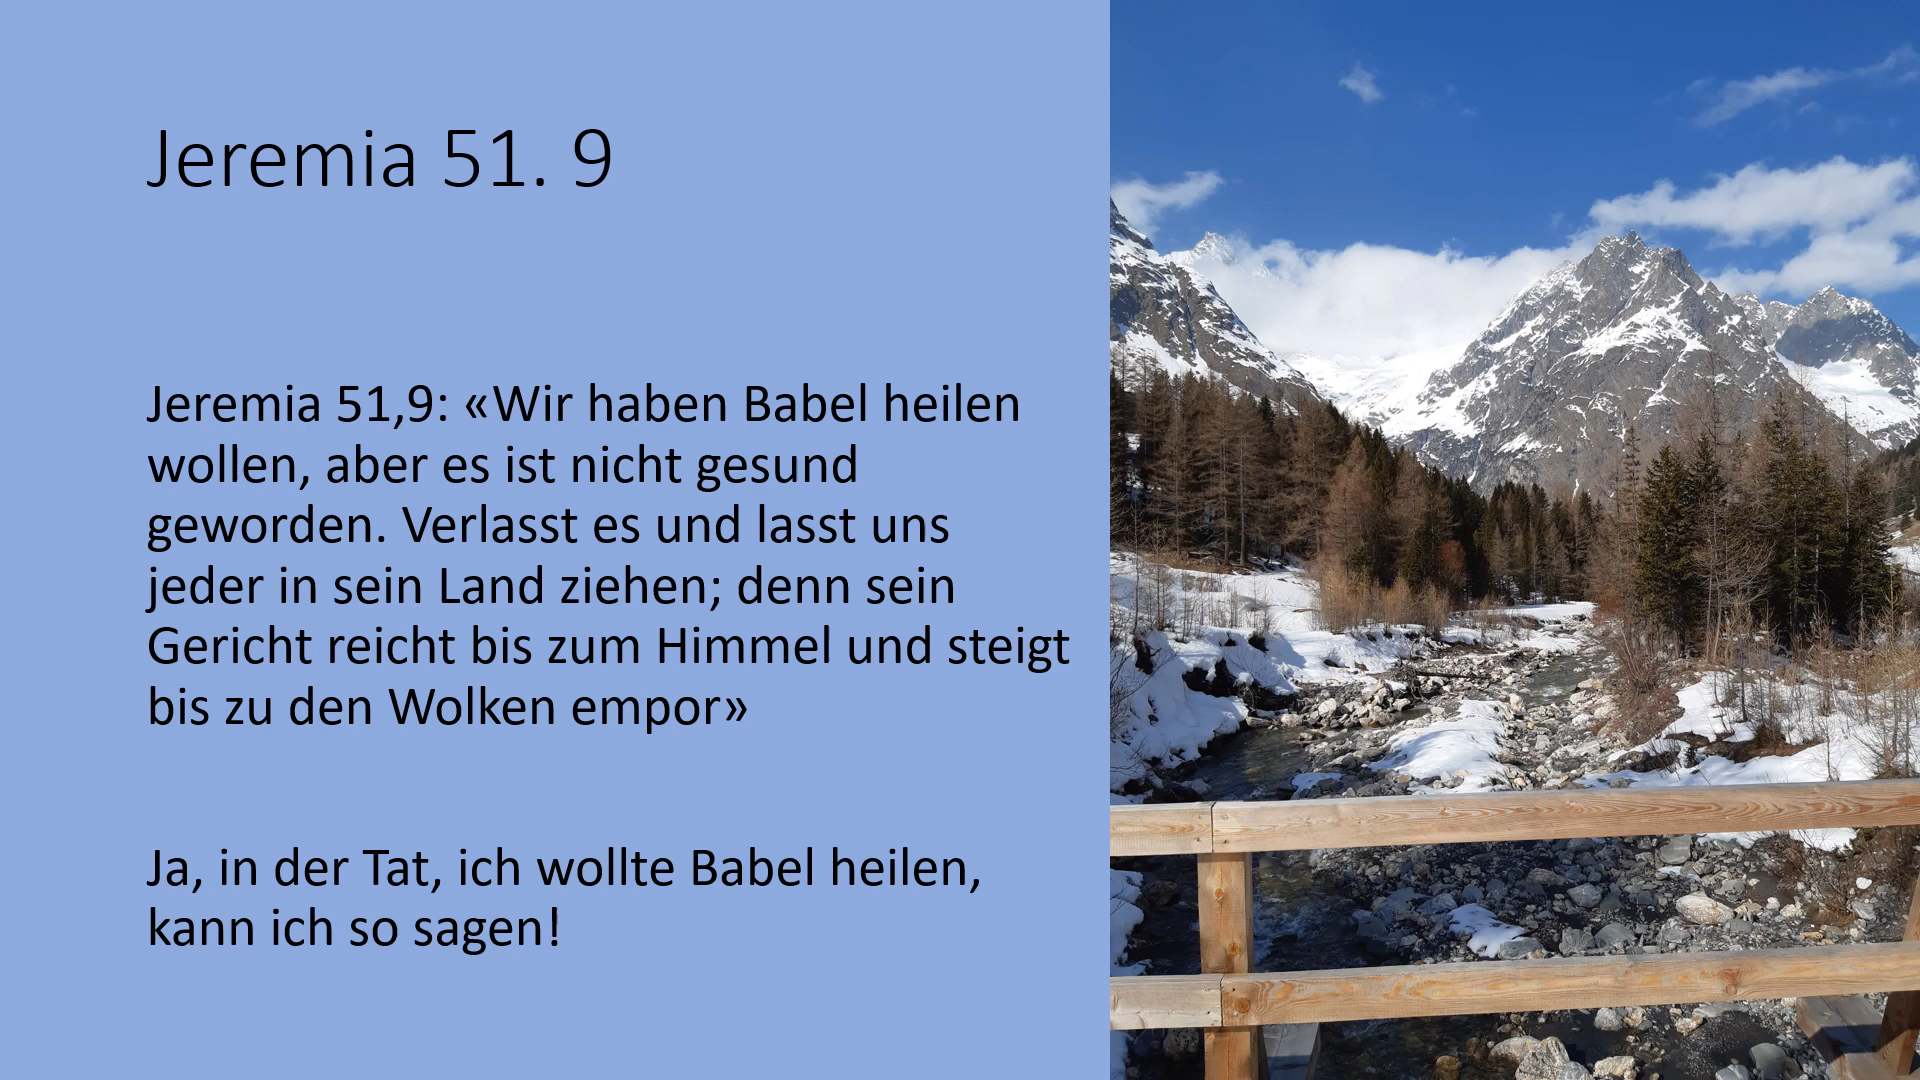 Jeremia 51. 9
Jeremia 51,9: «Wir haben Babel heilen
wollen, aber es ist nicht gesund
geworden. Verlasst es und lasst uns
jeder in sein Land ziehen; denn sein
Gericht reicht bis zum Himmel und steigt
bis zu den Wolken empor»
Ja, in der Tat, ich wollte Babel heilen,
kann ich so sagen!